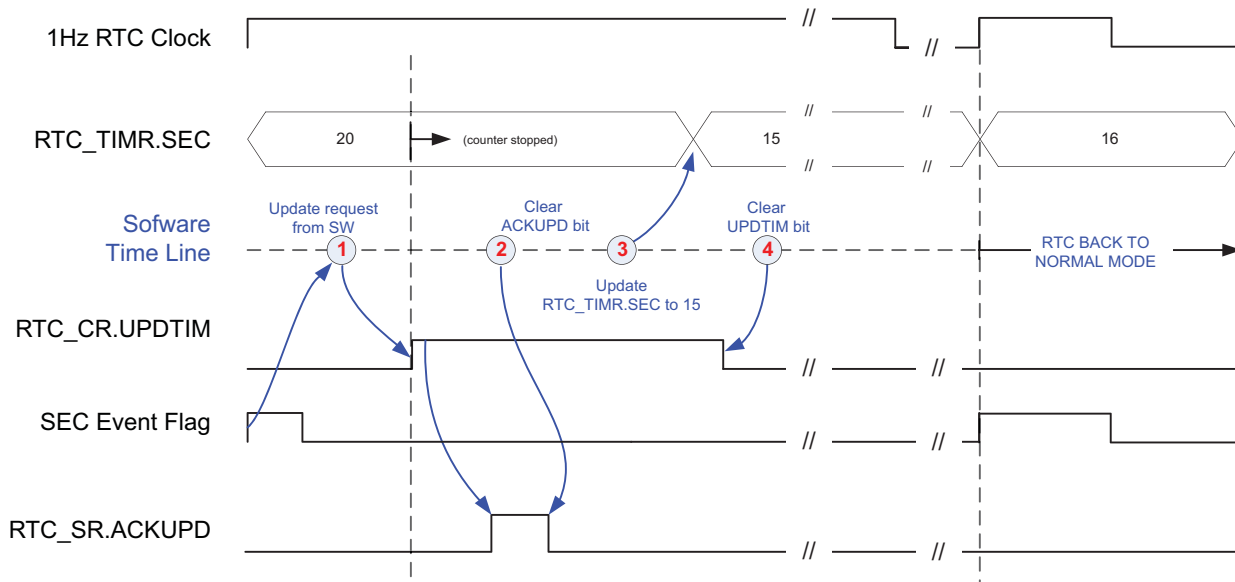 1Hz RTC Clock
//
//
RTC_TIMR.SEC
20
(counter stopped)
15
16
//
//
//
//
Sofware
Time Line
Update request
from SW
1
Clear
ACKUPD bit
2
3
Update
RTC_TIMR.SEC to 15
Clear
UPDTIM bit
4
RTC BACK TO
NORMAL MODE
RTC_CR.UPDTIM
//
//
SEC Event Flag
//
//
RTC_SR.ACKUPD
//
//